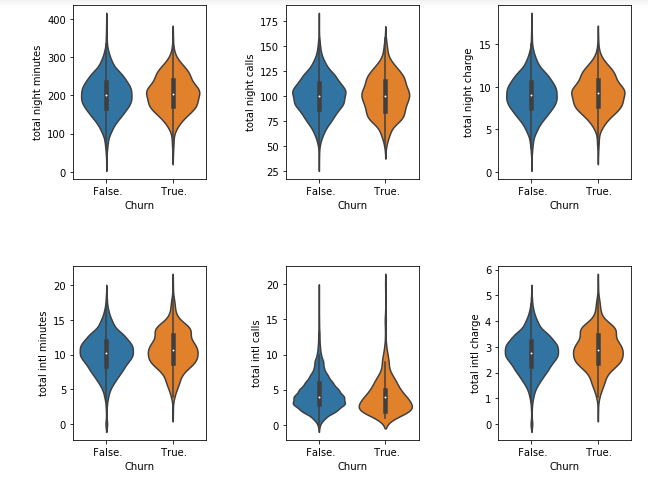 total night minutes
400
300
200
100
0
False. True.
Churn
total night calls
175
150
125
100
75
50
25
False. True.
Churn
total night charge
15
10
5
0
False. True.
Churn
total intl minutes
20
15
10
5
0
False. True.
Churn
total intl calls
20
15
10
5
0
False. True.
Churn
total intl charge
6
5
4
3
2
1
0
False. True.
Churn